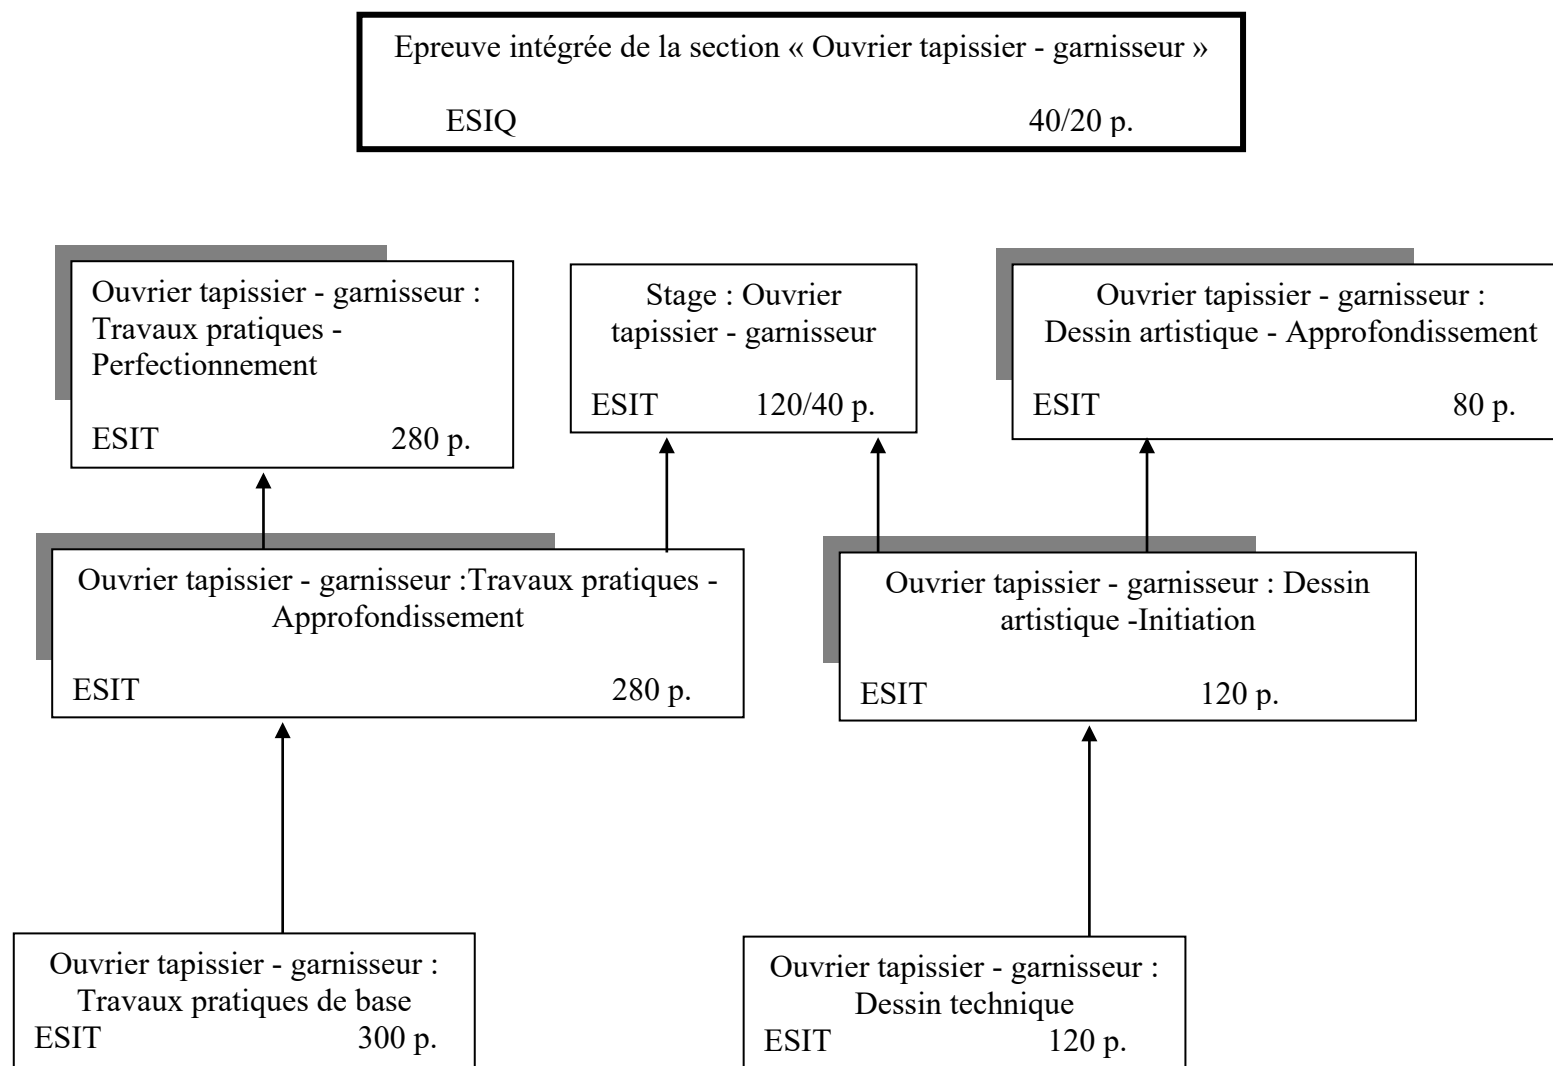 Epreuve intégrée de la section « Ouvrier tapissier - garnisseur »
ESIQ 40/20 p.
Ouvrier tapissier - garnisseur :
Travaux pratiques -
Perfectionnement
ESIT 280 p.
Stage : Ouvrier
tapissier - garnisseur
ESIT 120/40 p.
Ouvrier tapissier - garnisseur :
Dessin artistique - Approfondissement
ESIT 80 p.
Ouvrier tapissier - garnisseur :Travaux pratiques -
Approfondissement
ESIT 280 p.
Ouvrier tapissier - garnisseur : Dessin
artistique -Initiation
ESIT 120 p.
Ouvrier tapissier - garnisseur :
Travaux pratiques de base
ESIT 300 p.
Ouvrier tapissier - garnisseur :
Dessin technique
ESIT 120 p.